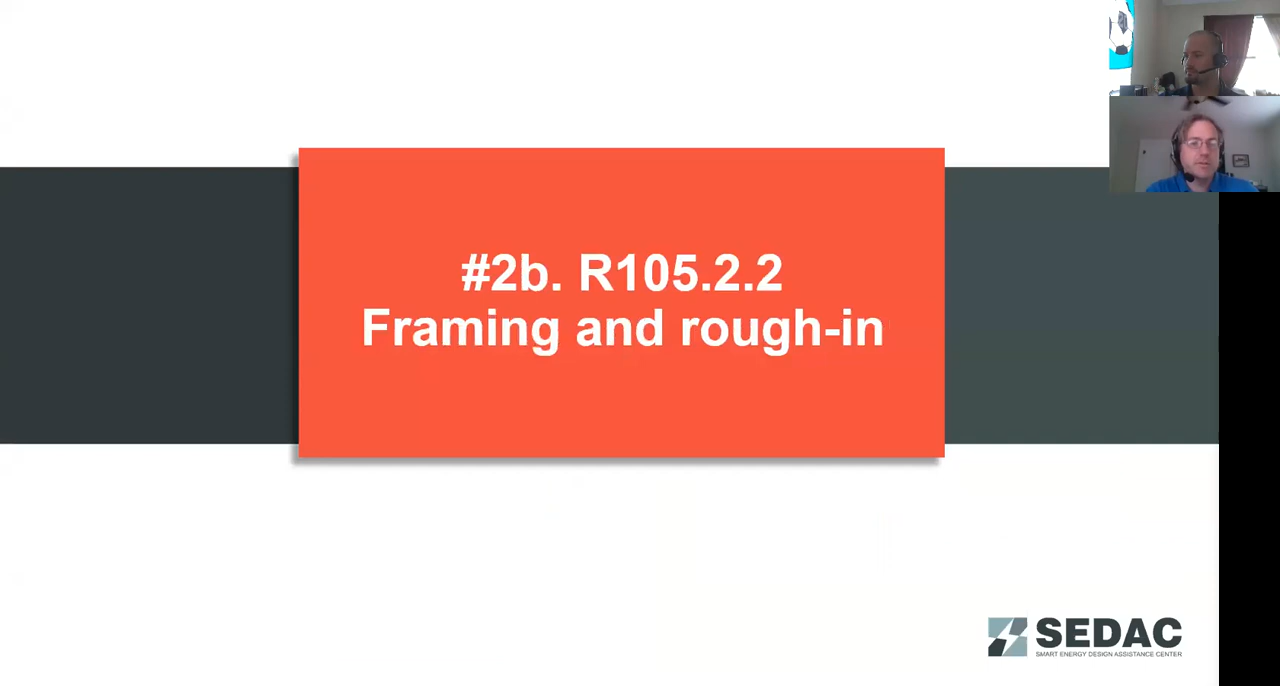 #2b. R105.2.2
Framing and rough-in
SEDAC
SMART ENERGY DESIGN ASSISTANCE CENTER